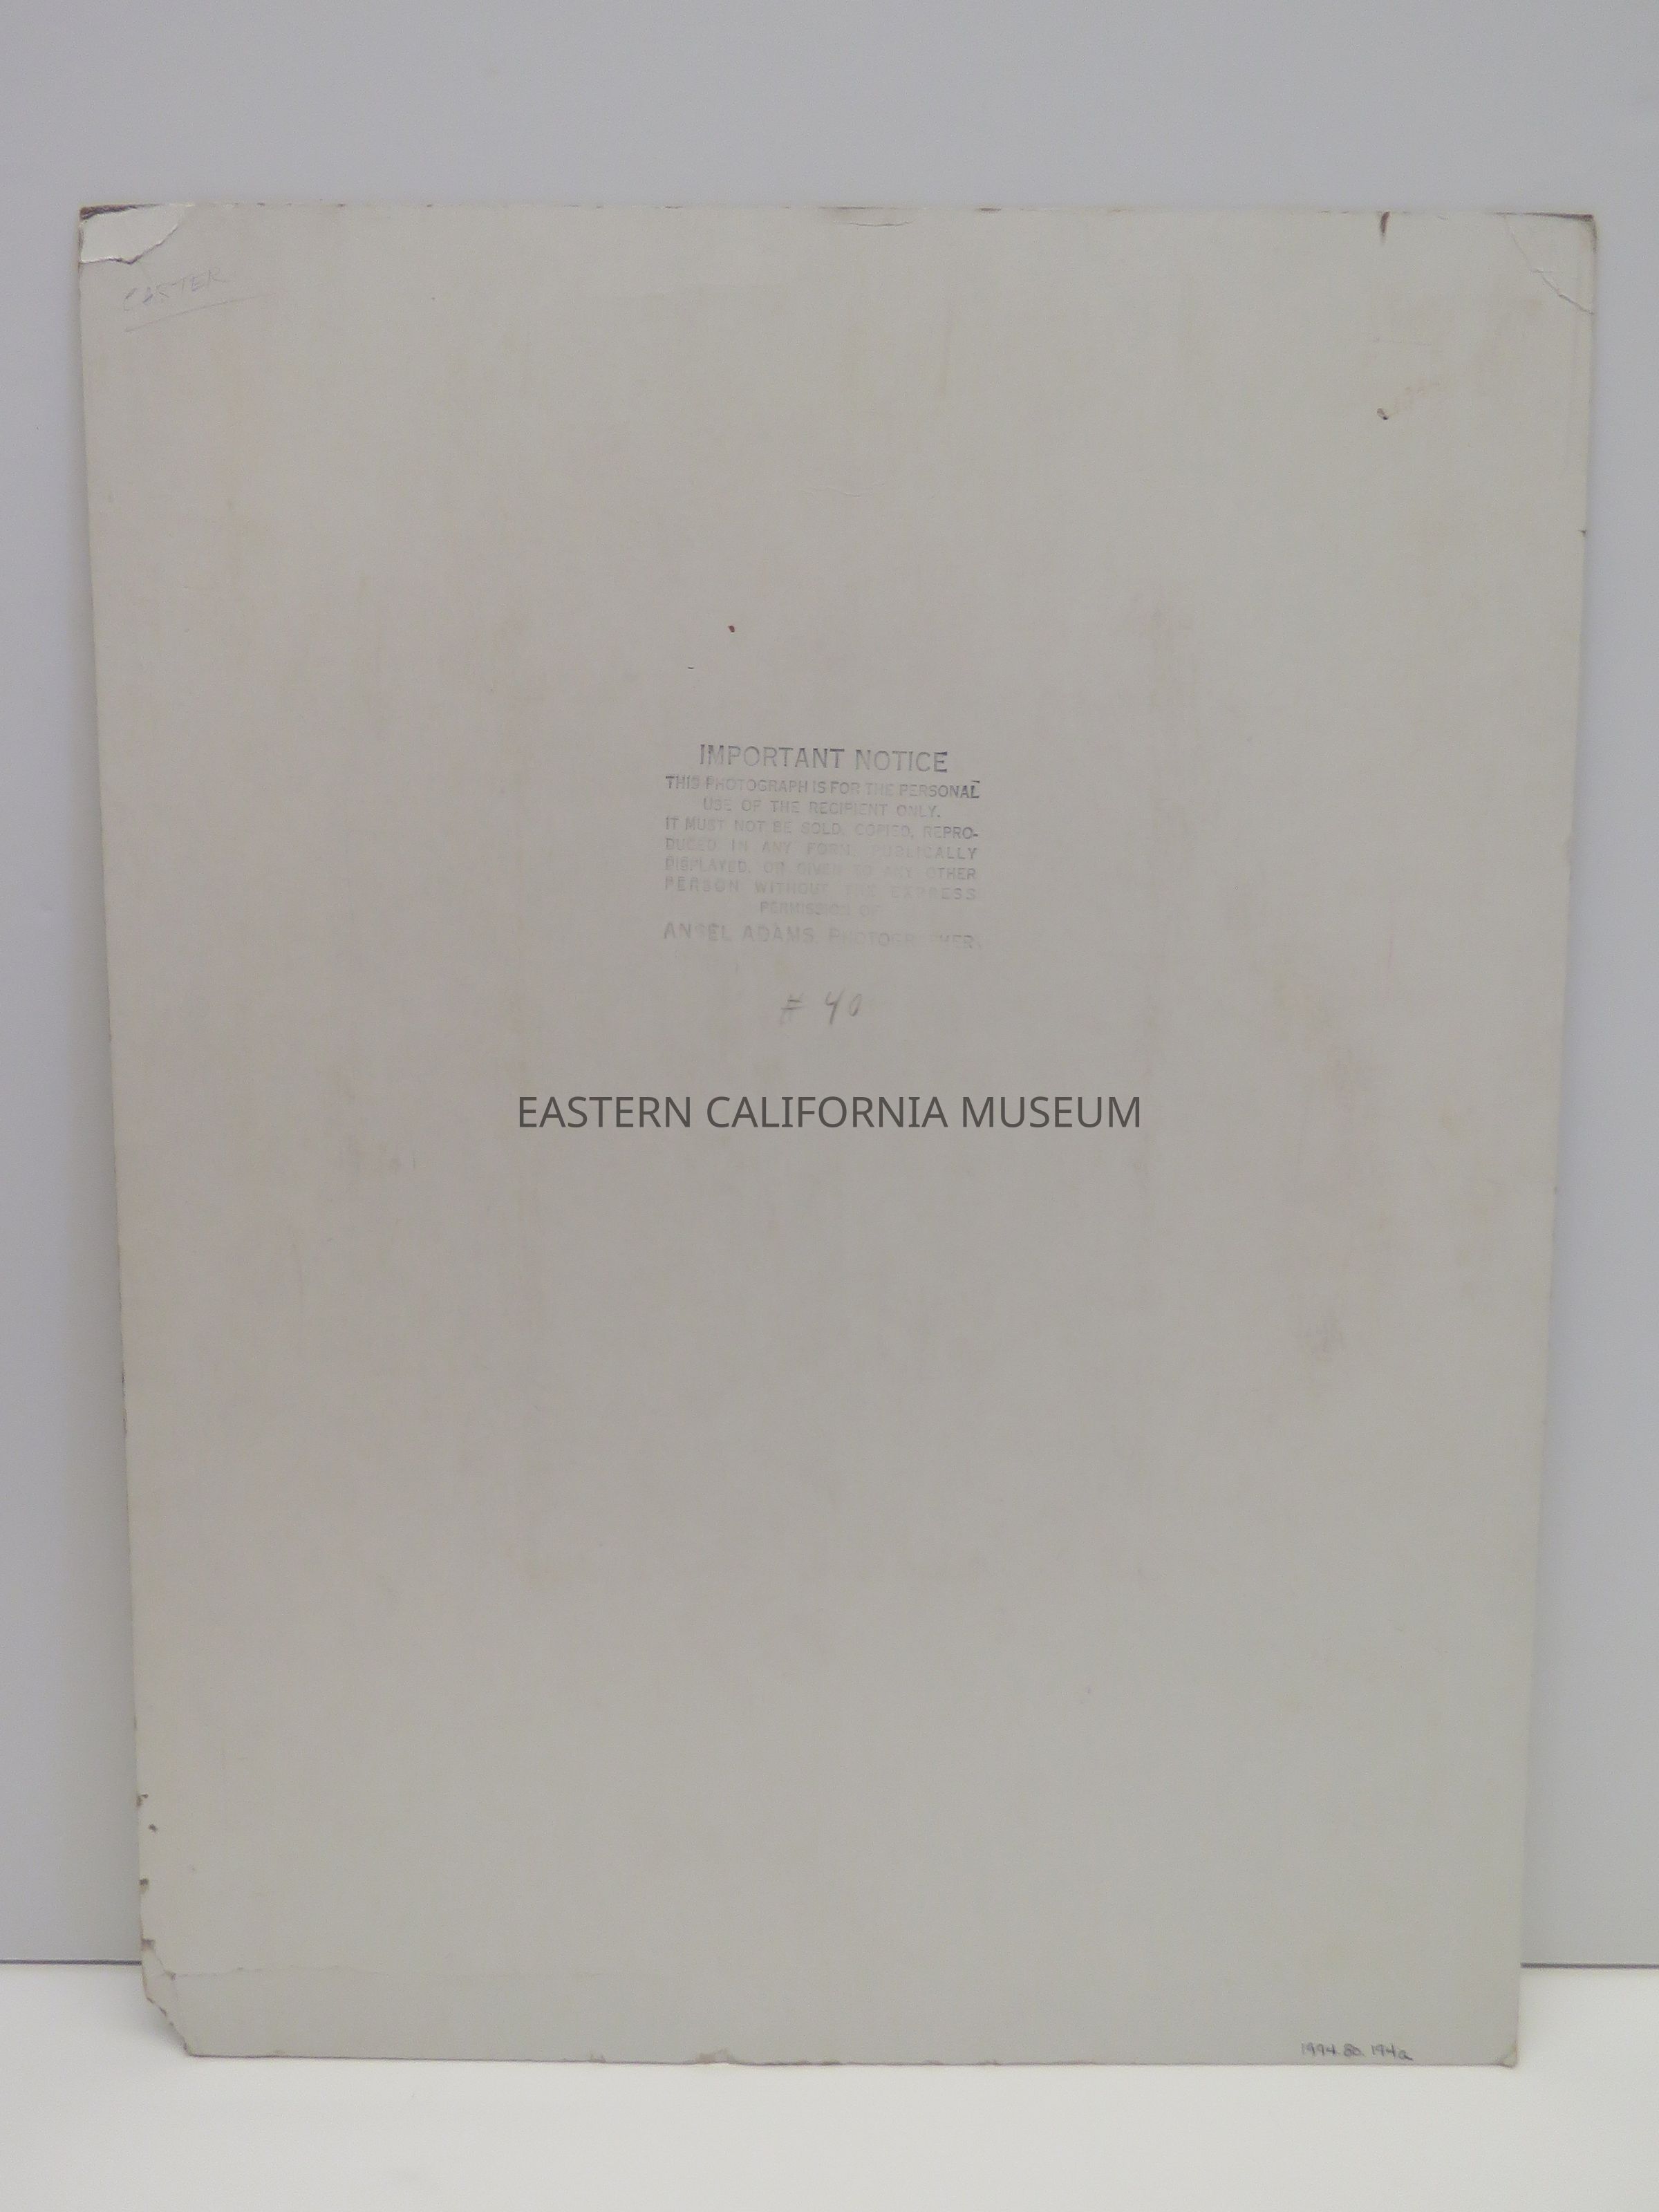 CARTER
IMPORTANT NOTICE
THIS PHOTOGRAPH IS FOR THE PERSONAL
USE OF THE RECIPIENT ONLY.
IT MUST NOT BE SOLD, COPIED, REPRO-
DUCED IN ANY FORM, PUBLICALLY
DISPLAYED, OR GIVEN TO ANY OTHER
PERSON WITHOUT THE EXPRESS
PERMISSION OF
ANSEL ADAMS, PHOTOGRAPHER.
# 40
EASTERN CALIFORNIA MUSEUM
1994.80.194a